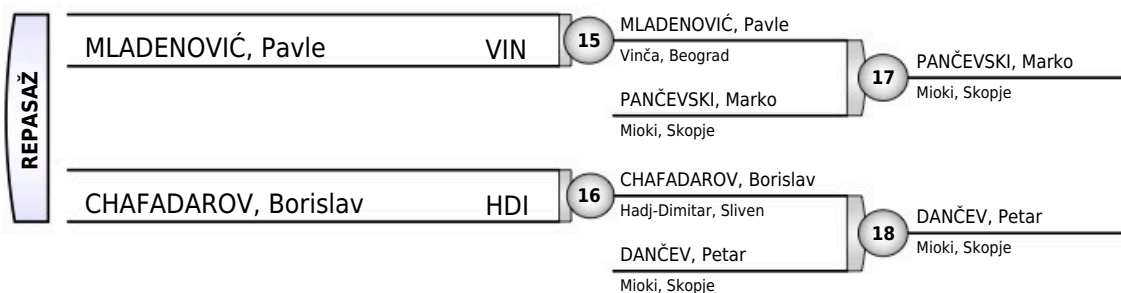 REPASAŽ
MLADENOVIĆ, Pavle VIN
15
MLADENOVIĆ, Pavle
Vinča, Beograd
PANČEVSKI, Marko
Mioki, Skopje
17
PANČEVSKI, Marko
Mioki, Skopje
CHAFADAROV, Borislav HDI
16
CHAFADAROV, Borislav
Hadj-Dimitar, Sliven
DANČEV, Petar
Mioki, Skopje
18
DANČEV, Petar
Mioki, Skopje